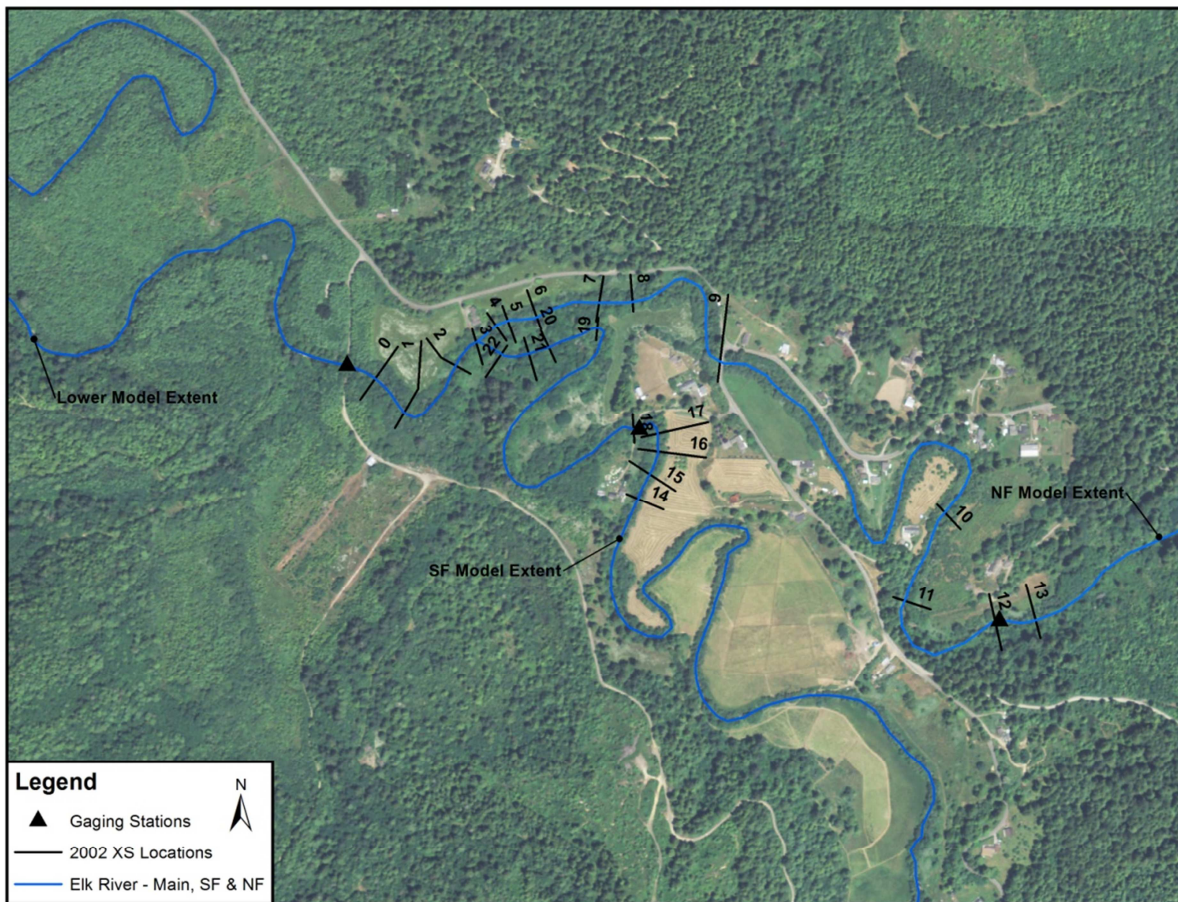 0
1
2
3
22
4
5
6
20
21
7
19
8
9
Lower Model Extent
18
17
16
15
14
SF Model Extent
10
NF Model Extent
11
12
13
Legend
N
Gaging Stations
2002 XS Locations
Elk River - Main, SF & NF